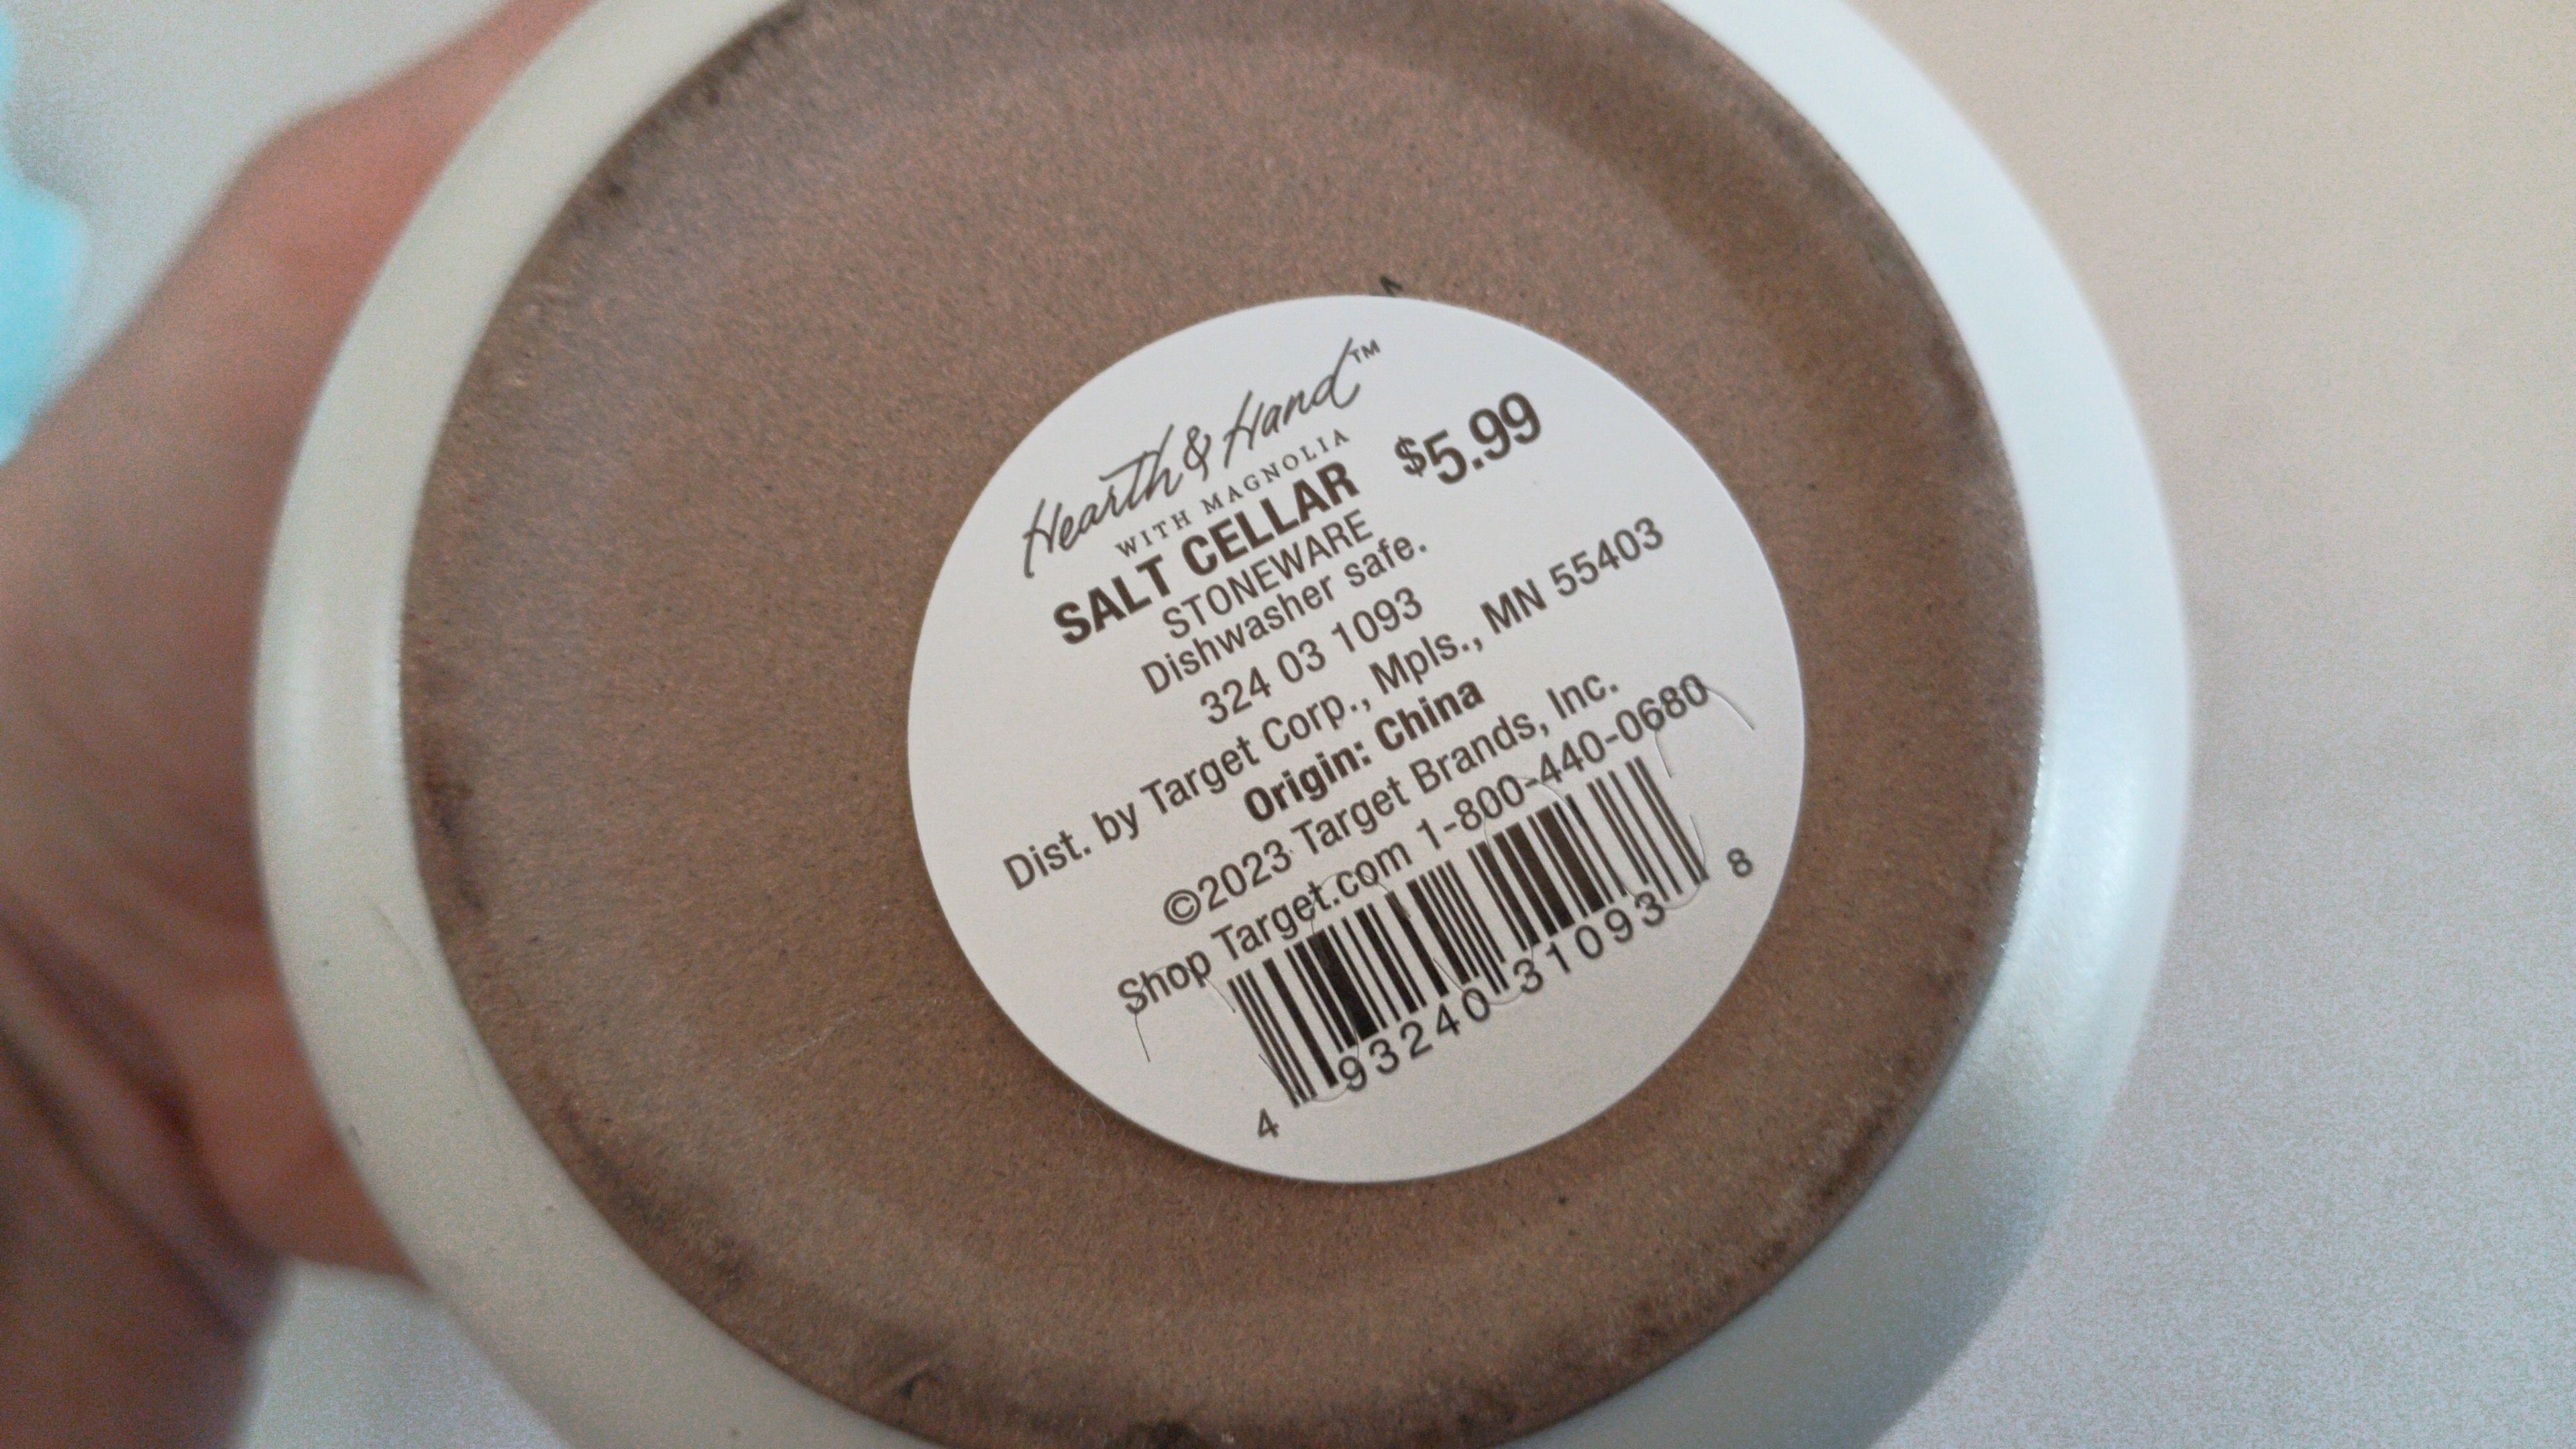 Hearth & Hand™
WITH MAGNOLIA
SALT CELLAR $5.99
STONEWARE
Dishwasher safe.
324 03 1093
Dist. by Target Corp., Mpls., MN 55403
Origin: China
©2023 Target Brands, Inc.
Shop Target.com 1-800-440-0680
4 93240 31093 8